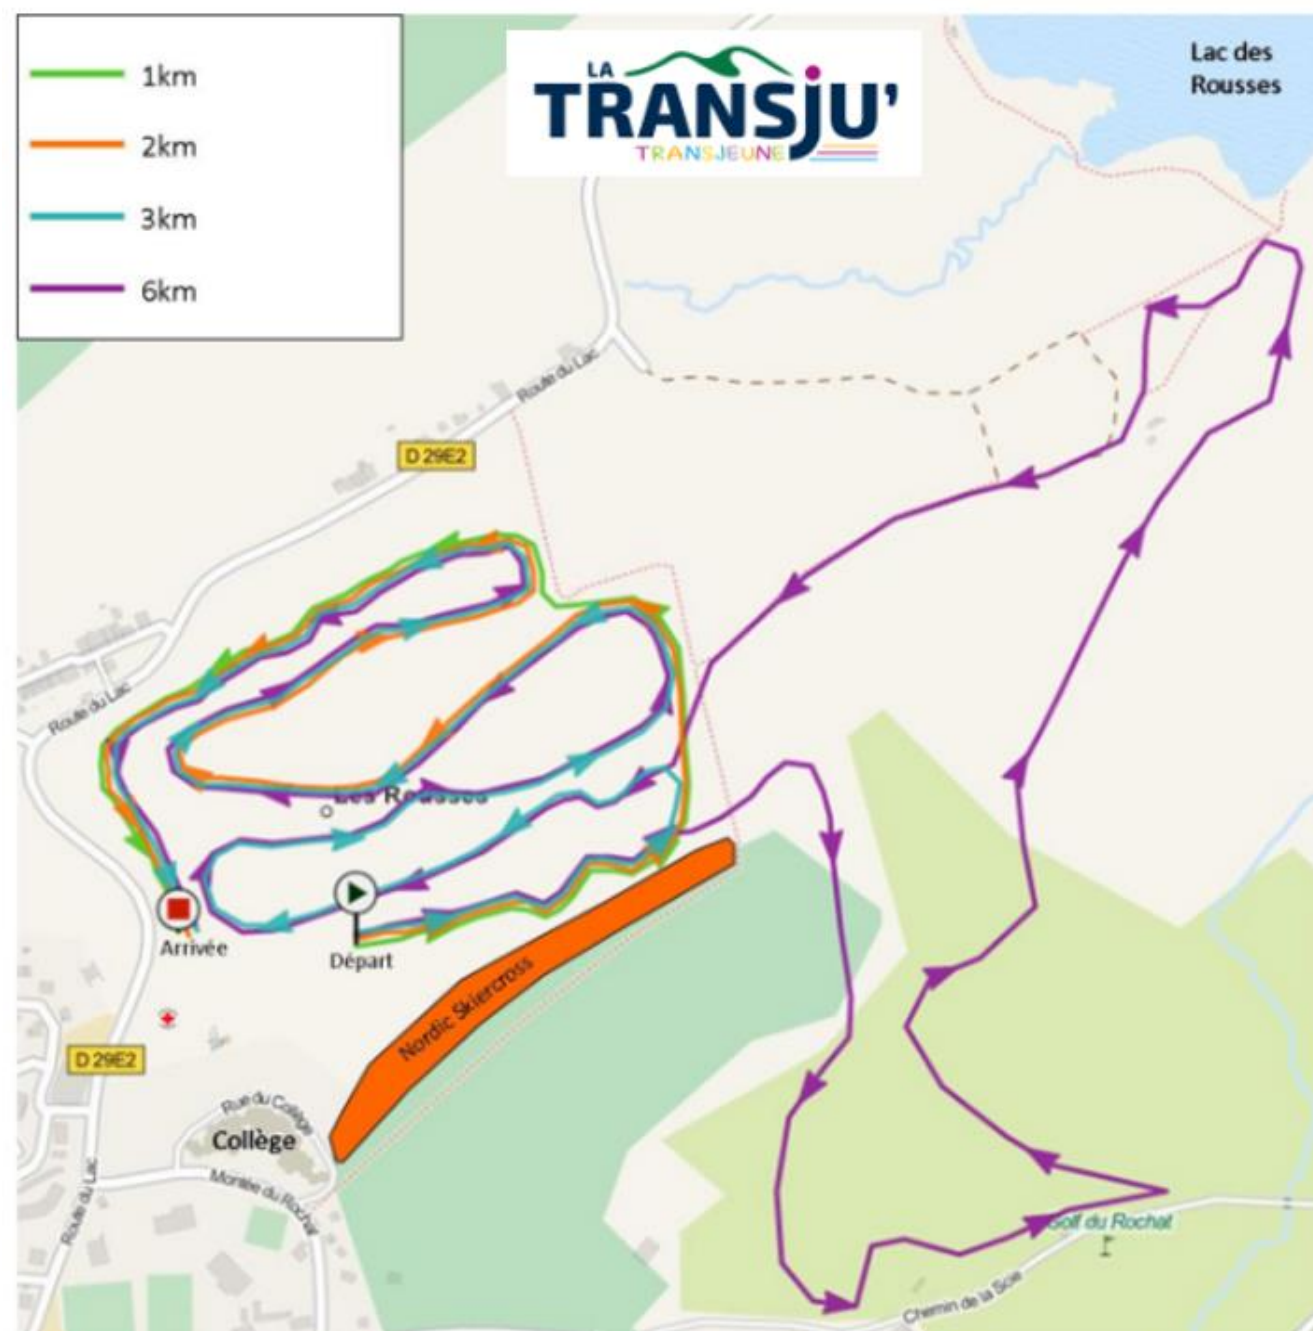 1km
2km
3km
6km
LA
TRANSJU'
TRANSJEUNE
Lac des
Rousses
Route du Lac
D 29E2
Route du Lac
Les Rousses
Arrivée
Départ
Nordic Skiercross
D 29E2
Rue du Collège
Collège
Montée du Rochat
Route du Lac
Golf du Rochat
Chemin de la Scie